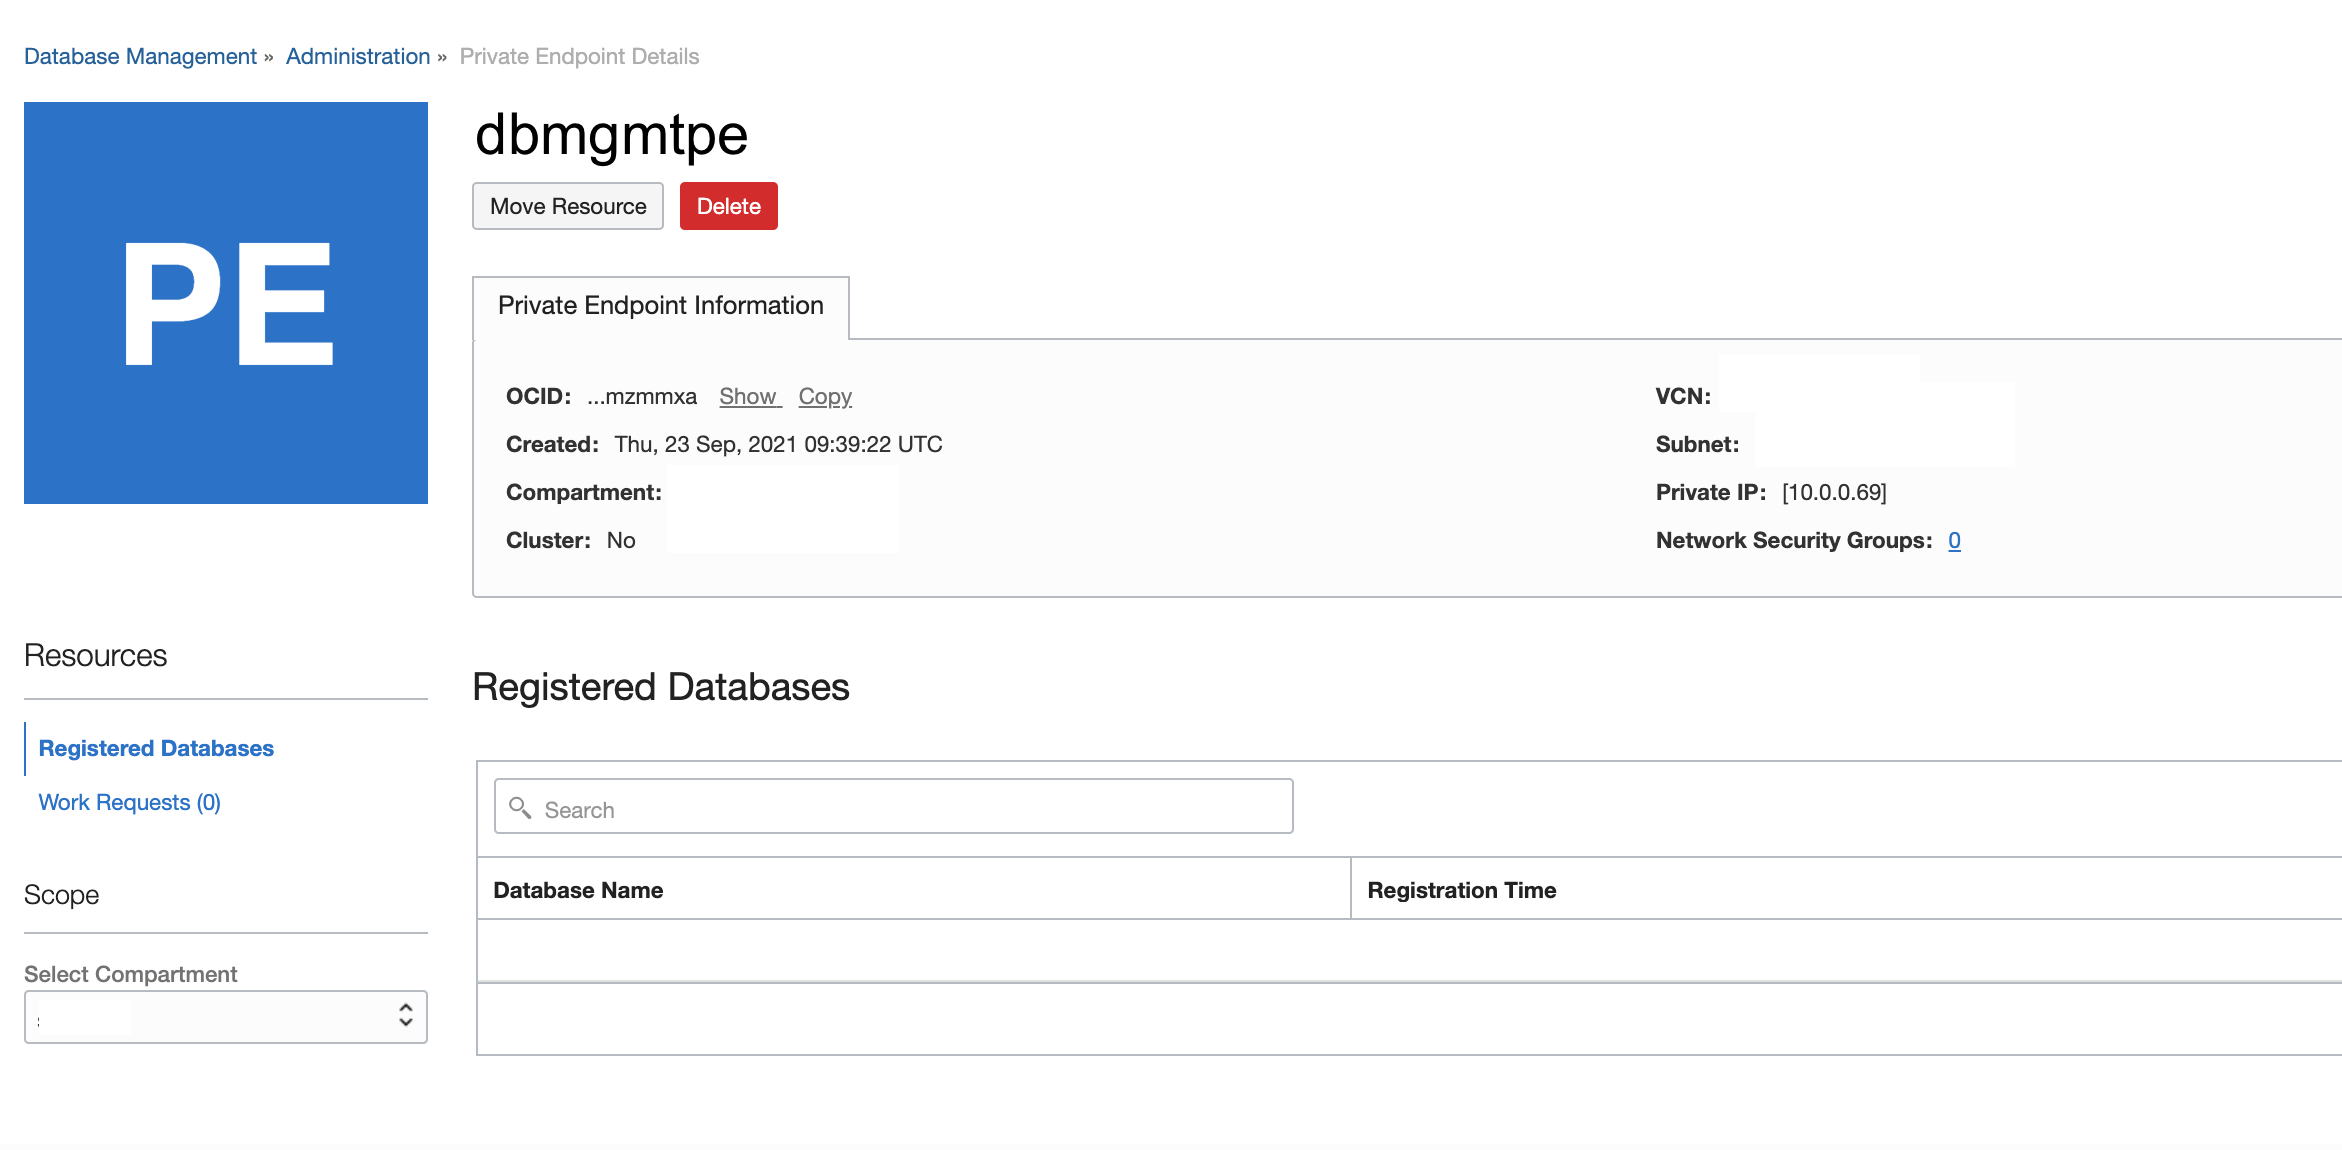 Database Management » Administration » Private Endpoint Details
PE
dbmgmtpe
Move Resource Delete
Private Endpoint Information
OCID: ...mzmmxa Show Copy
Created: Thu, 23 Sep, 2021 09:39:22 UTC
Compartment:
Cluster: No
VCN:
Subnet:
Private IP: [10.0.0.69]
Network Security Groups: 0
Resources
Registered Databases
Work Requests (0)
Scope
Select Compartment
Registered Databases
Search
Database Name Registration Time